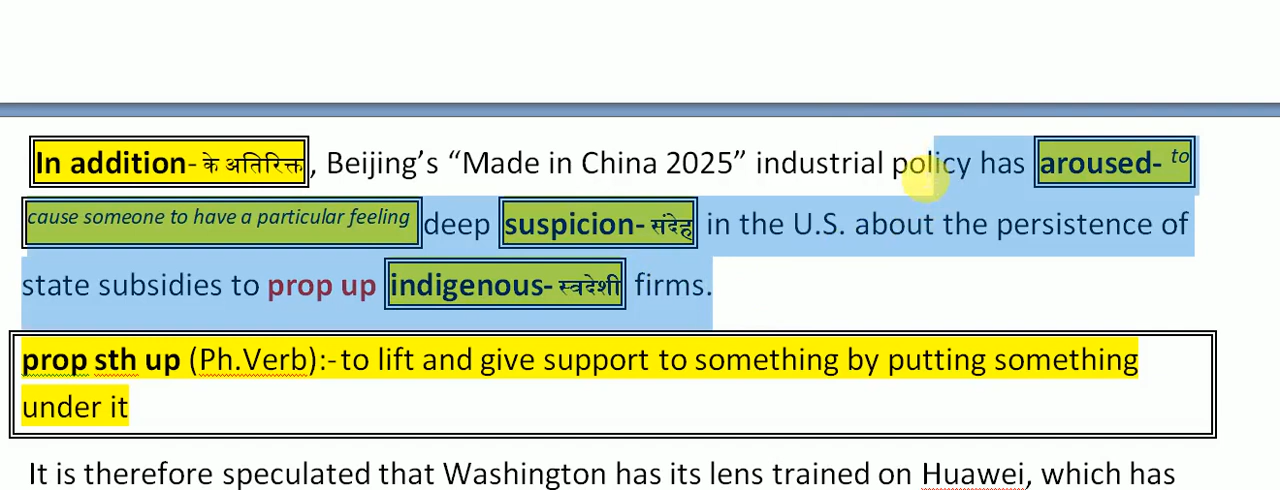 In addition- के अतिरिक्त, Beijing’s “Made in China 2025” industrial policy has aroused- to
cause someone to have a particular feeling deep suspicion- संदेह in the U.S. about the persistence of
state subsidies to prop up indigenous- स्वदेशी firms.
prop sth up (Ph.Verb):- to lift and give support to something by putting something
under it
It is therefore speculated that Washington has its lens trained on Huawei, which has